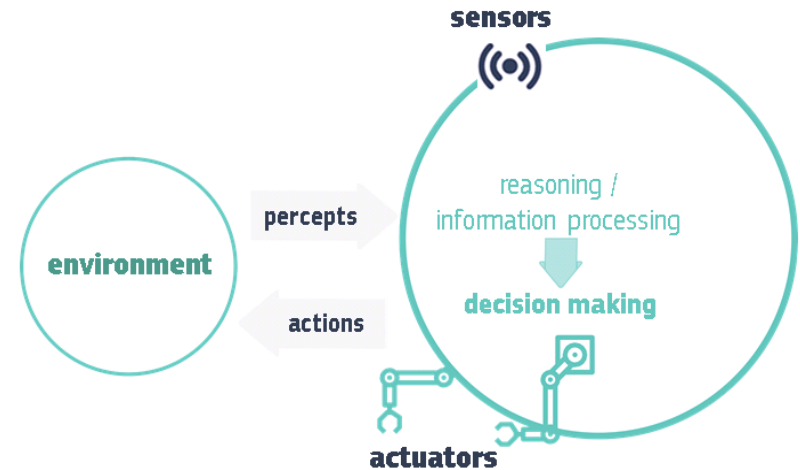 sensors
reasoning /
information processing
percepts
environment
decision making
actions
actuators